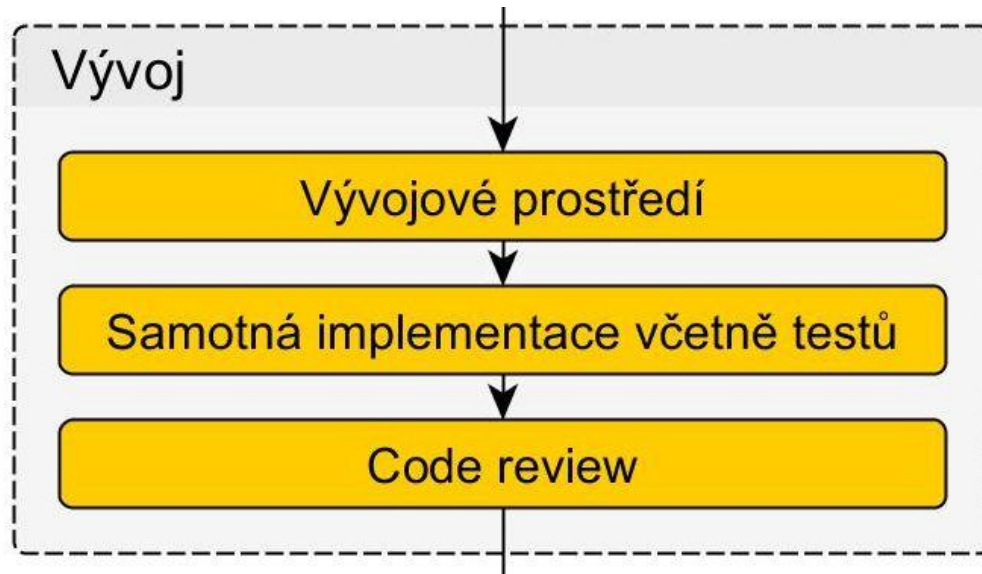 Vývoj
Vývojové prostředí
Samotná implementace včetně testů
Code review